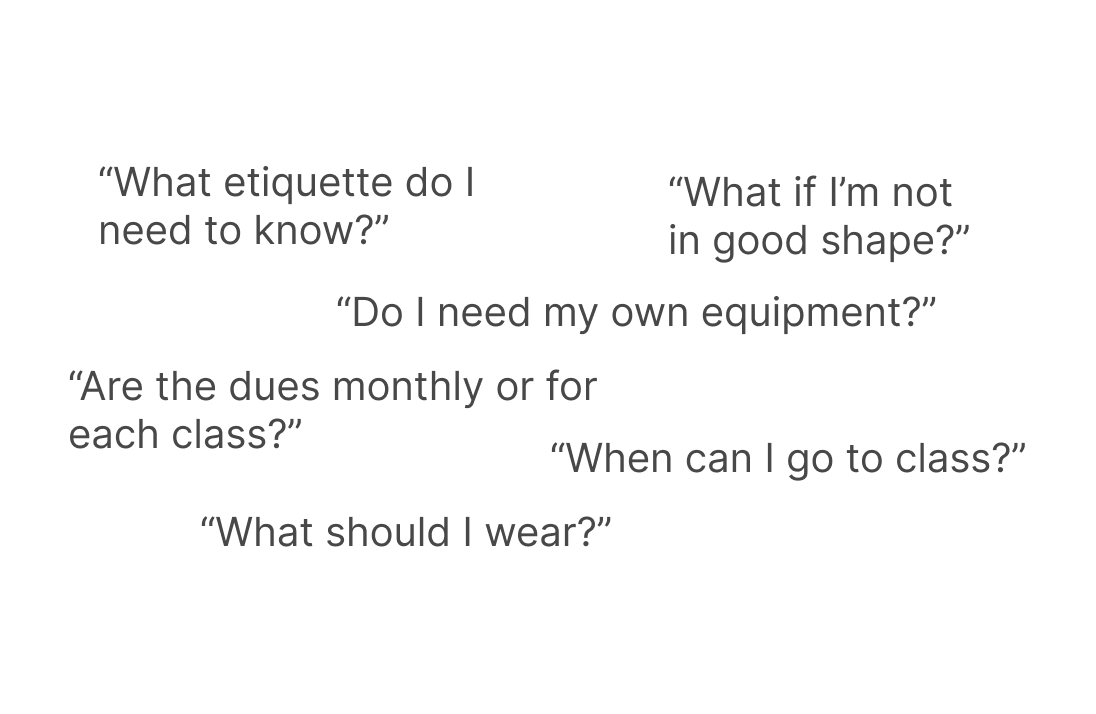 “What etiquette do I
need to know?”
“What if I’m not
in good shape?”
“Do I need my own equipment?”
“Are the dues monthly or for
each class?”
“When can I go to class?”
“What should I wear?”